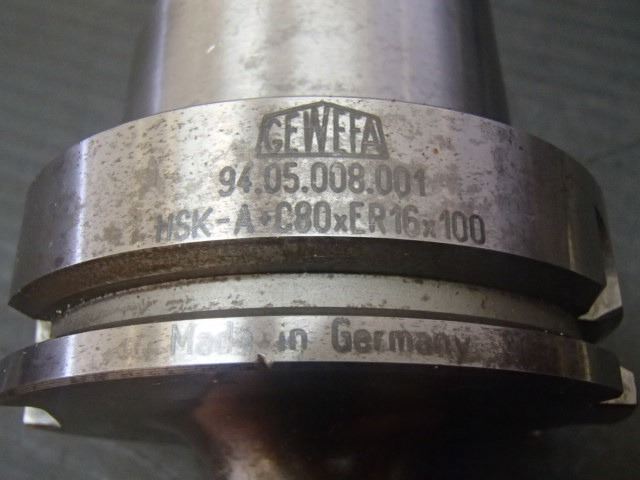 GEWEFA
94.05.008.001
HSK-A+C80xER16x100
Made in Germany